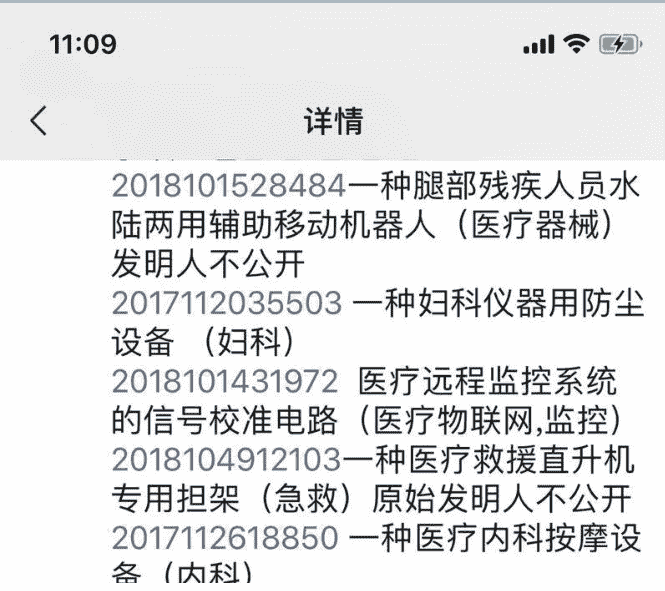 11:09
详情
2018101528484一种腿部残疾人员水
陆两用辅助移动机器人（医疗器械）
发明人不公开
2017112035503 一种妇科仪器用防尘
设备 （妇科）
2018101431972 医疗远程监控系统
的信号校准电路（医疗物联网,监控）
2018104912103一种医疗救援直升机
专用担架（急救）原始发明人不公开
2017112618850 一种医疗内科按摩设
备（内科）